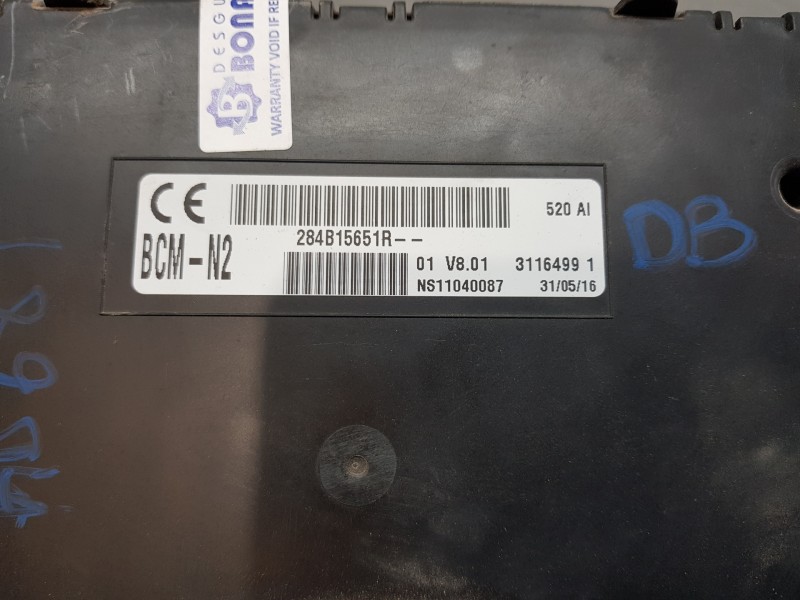 DESGU
BONA
WARRANTY VOID IF RE
B
CE
520 AI
284B15651R--
BCM-N2
01 V8.01 3116499 1
NS11040087 31/05/16
DB